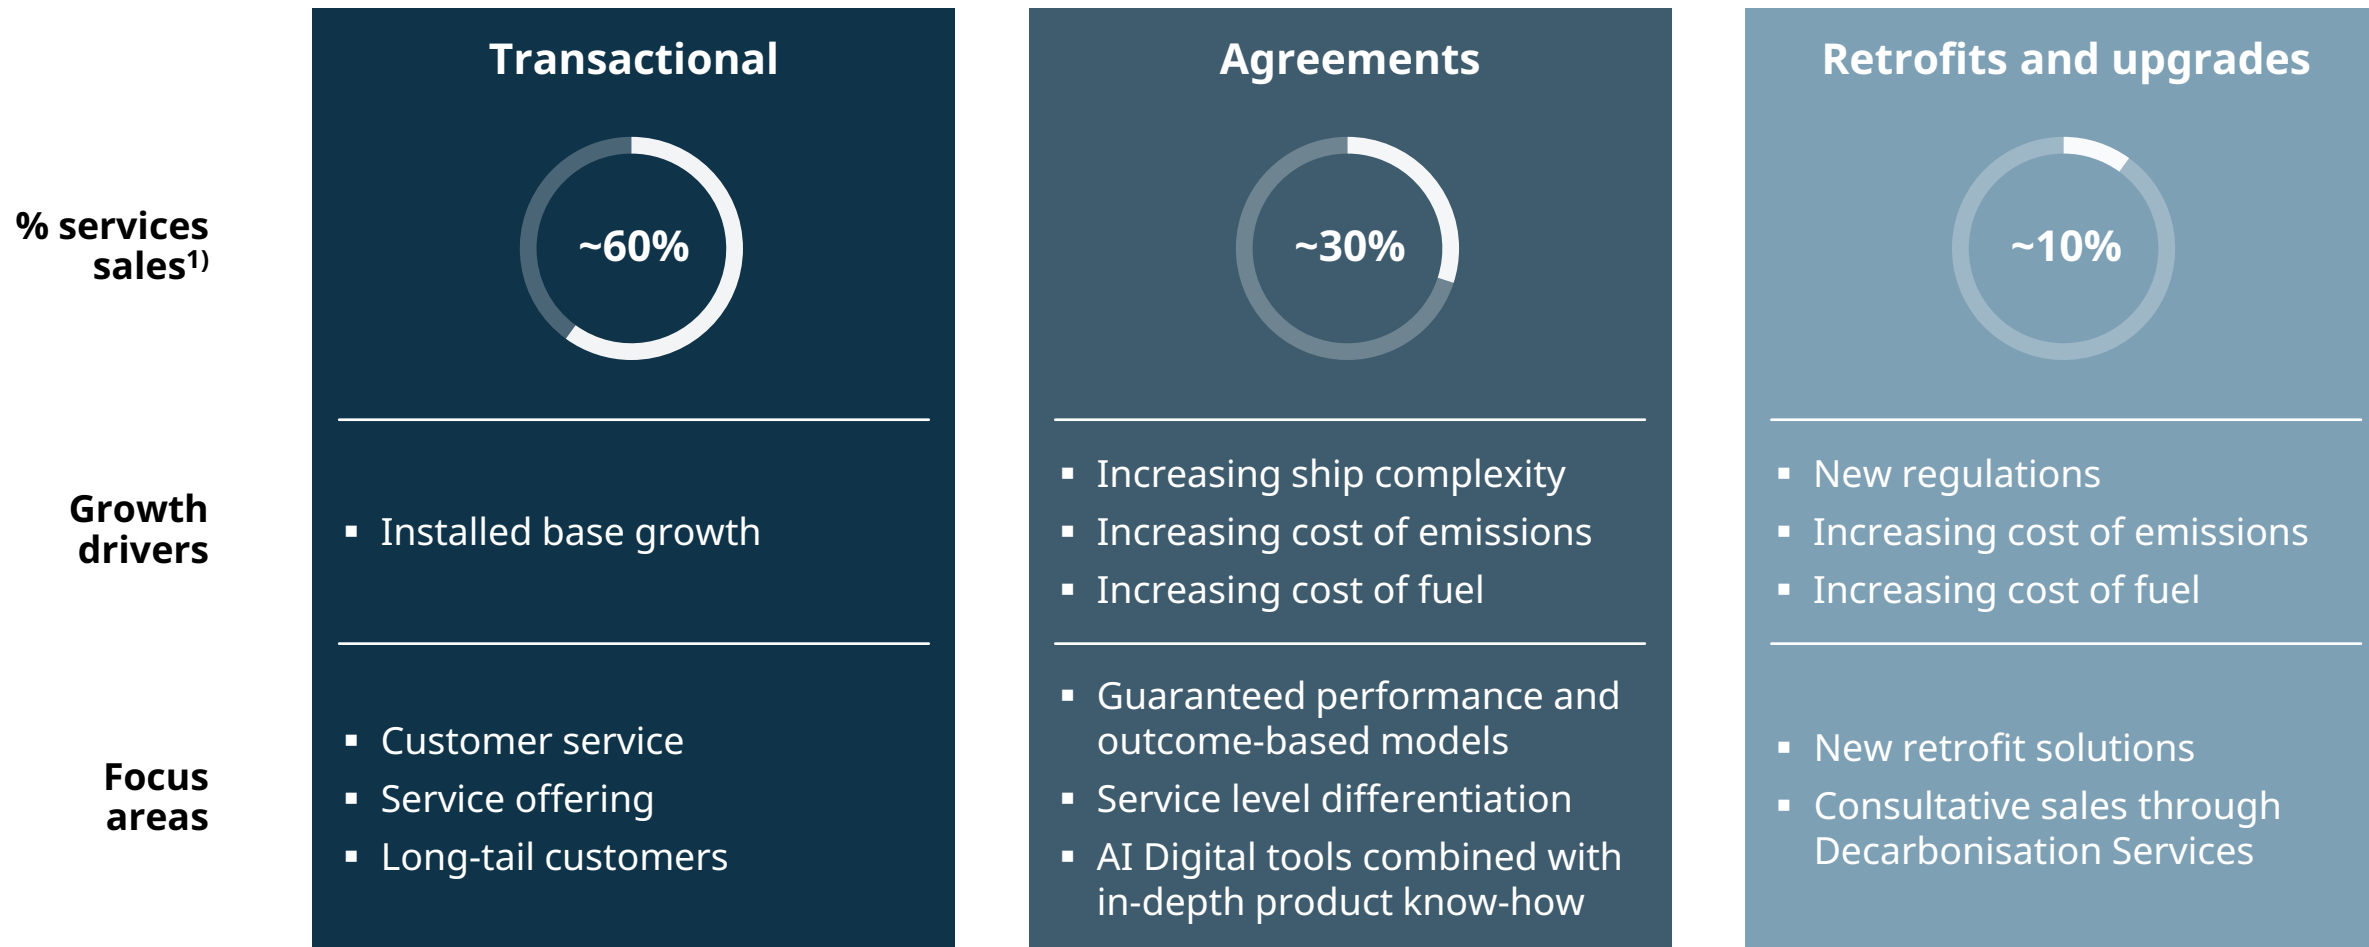 Transactional
Agreements
Retrofits and upgrades
% services
sales1)
~60%
~30%
~10%
Growth
drivers
▪ Installed base growth
▪ Increasing ship complexity
▪ Increasing cost of emissions
▪ Increasing cost of fuel
▪ New regulations
▪ Increasing cost of emissions
▪ Increasing cost of fuel
Focus
areas
▪ Customer service
▪ Service offering
▪ Long-tail customers
▪ Guaranteed performance and
outcome-based models
▪ Service level differentiation
▪ AI Digital tools combined with
in-depth product know-how
▪ New retrofit solutions
▪ Consultative sales through
Decarbonisation Services